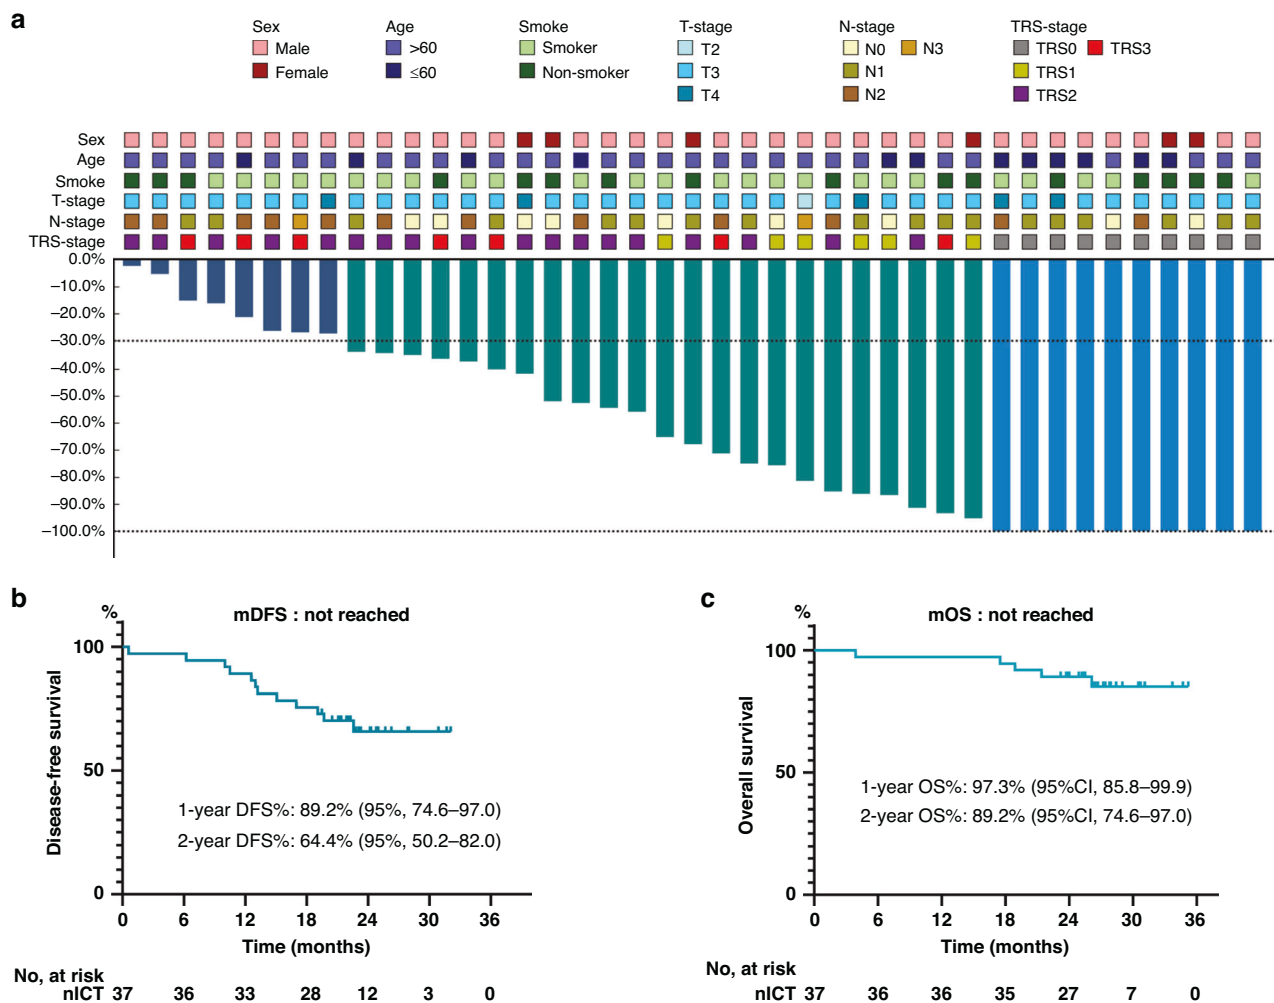 a
Sex Age Smoke T-stage N-stage TRS-stage
Male >60 Smoker T2 N0 N3 TRS0 TRS3
Female ≤60 Non-smoker T3 N1 TRS1
T4 N2 TRS2
Sex
Age
Smoke
T-stage
N-stage
TRS-stage
0.0%
−10.0%
−20.0%
−30.0%
−40.0%
−50.0%
−60.0%
−70.0%
−80.0%
−90.0%
−100.0%
b
%
mDFS : not reached
100
50
0
Disease-free survival
1-year DFS%: 89.2% (95%, 74.6–97.0)
2-year DFS%: 64.4% (95%, 50.2–82.0)
0 6 12 18 24 30 36
Time (months)
No, at risk
nICT 37 36 33 28 12 3 0
c
%
mOS : not reached
100
50
0
Overall survival
1-year OS%: 97.3% (95%CI, 85.8–99.9)
2-year OS%: 89.2% (95%CI, 74.6–97.0)
0 6 12 18 24 30 36
Time (months)
No, at risk
nICT 37 36 36 35 27 7 0